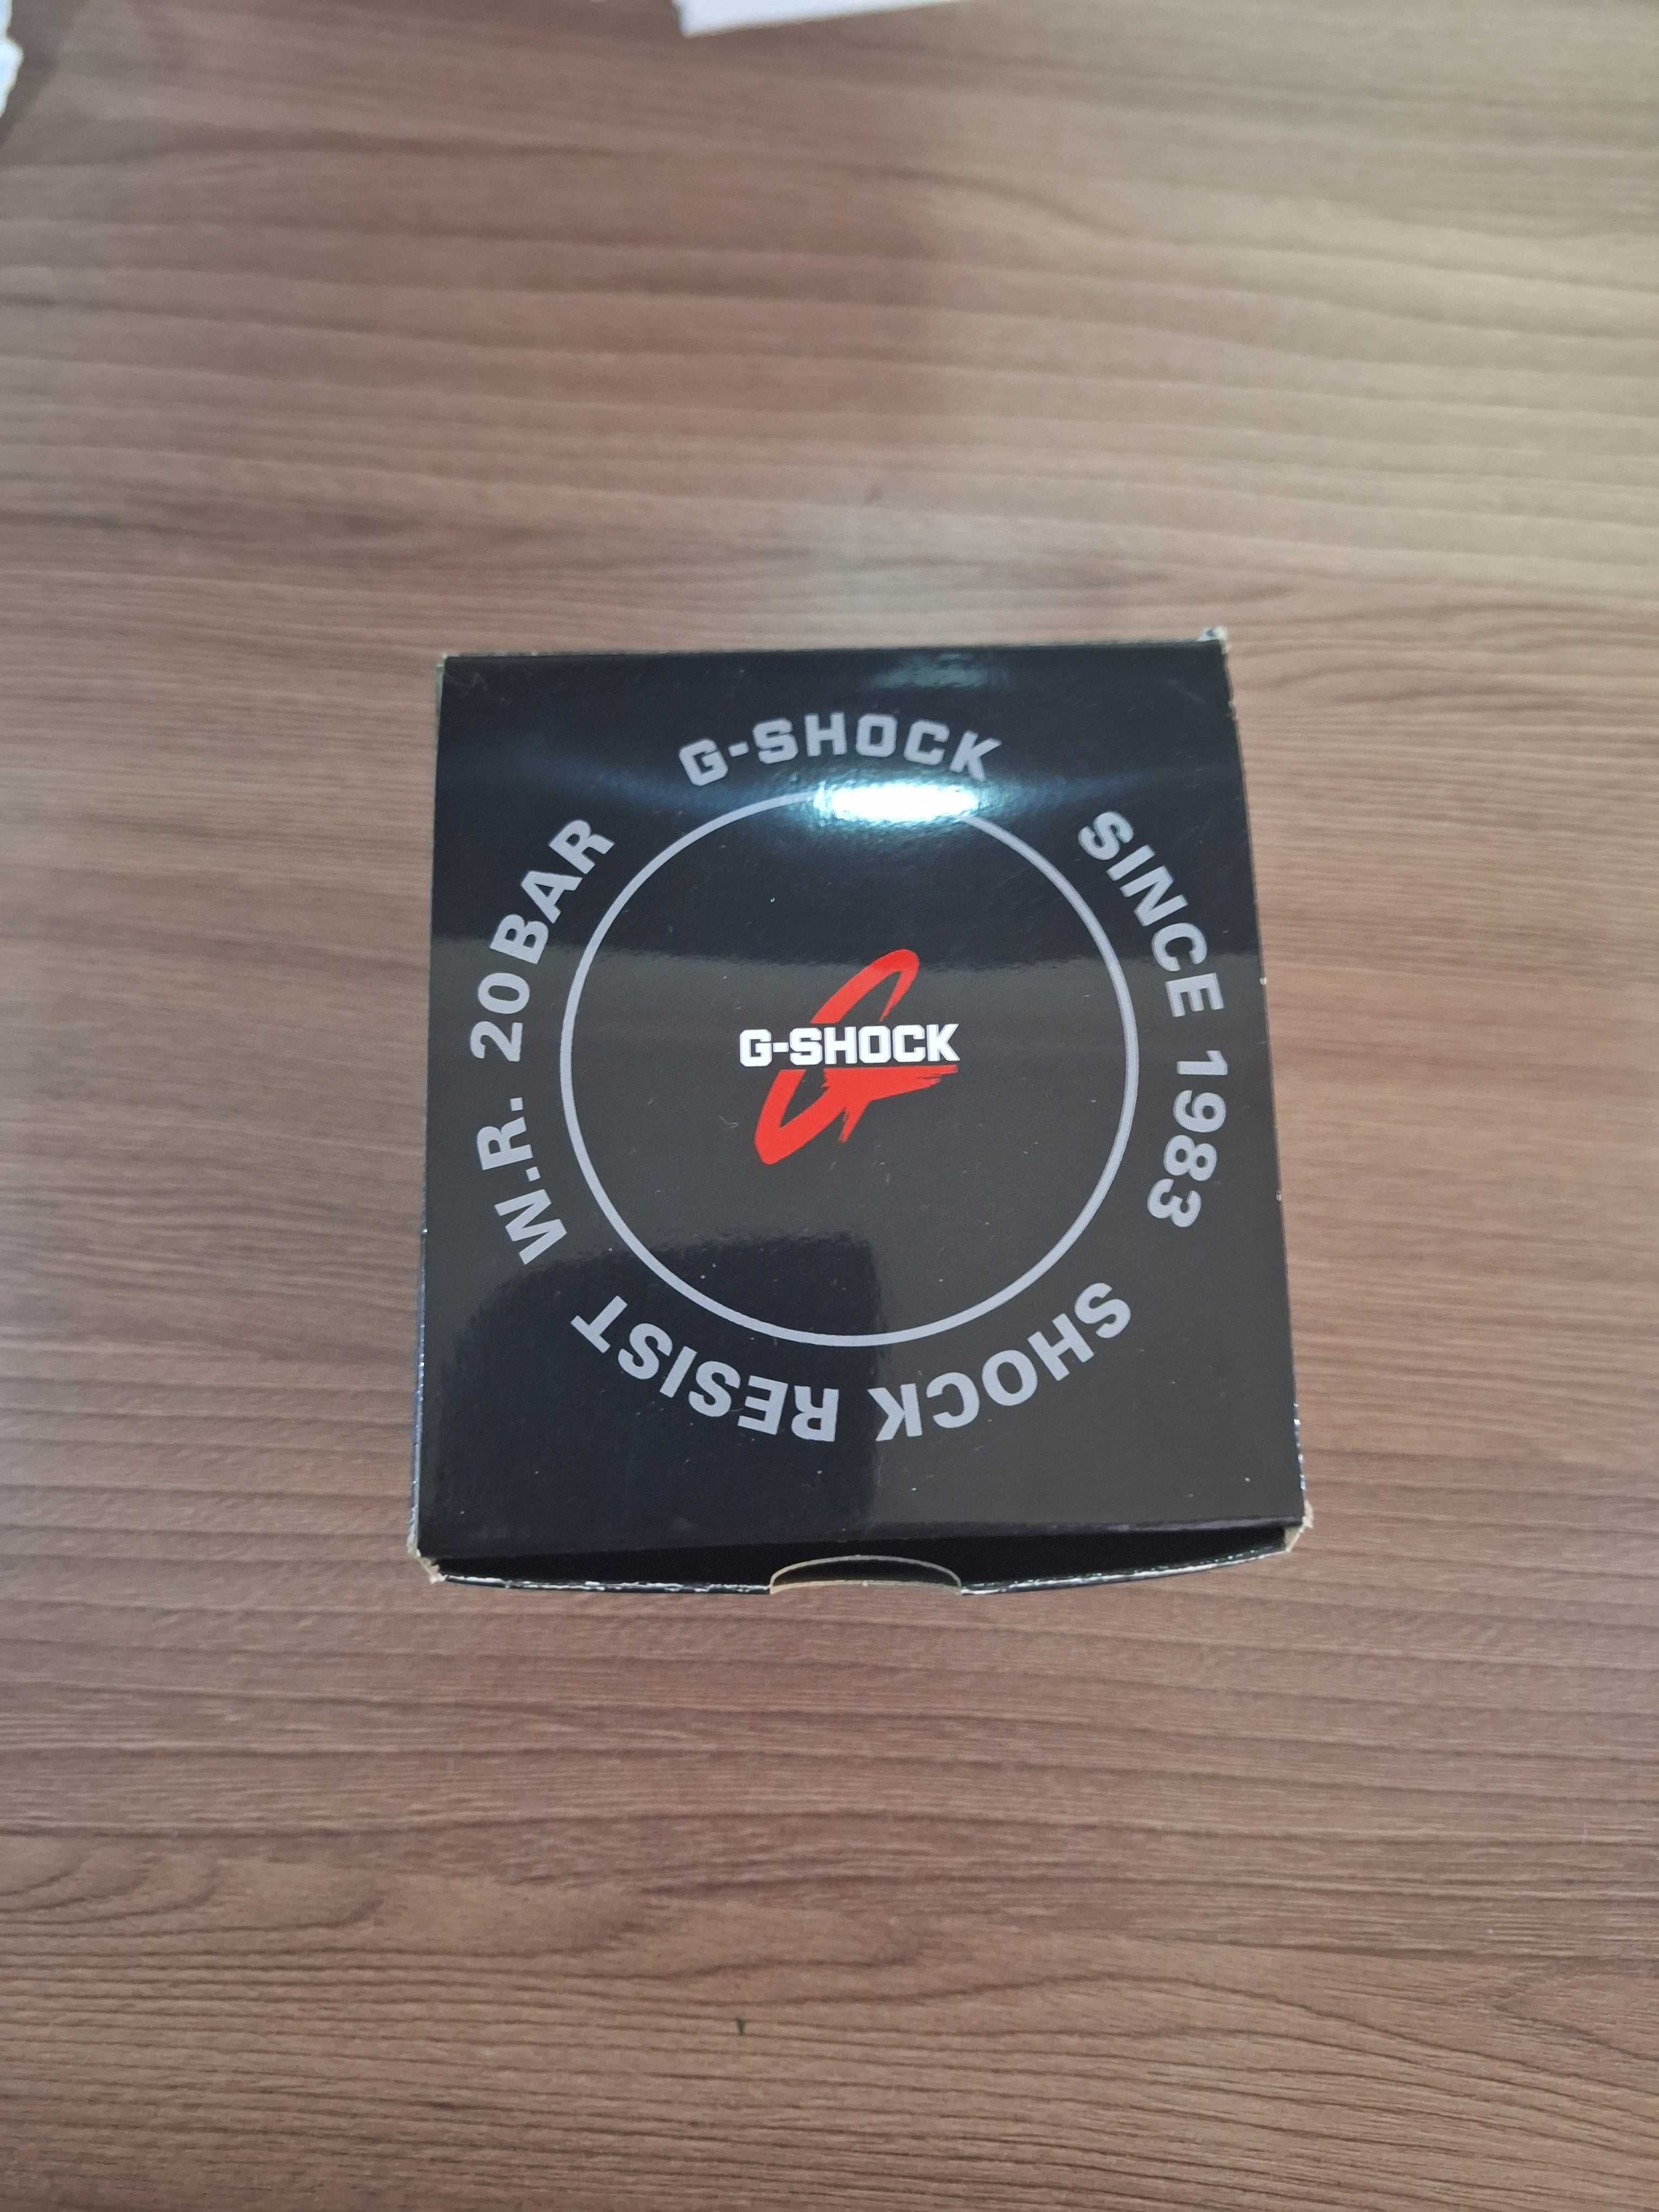 G-SHOCK
SINCE 1983
SHOCK RESIST
W.R. 20BAR
G-SHOCK